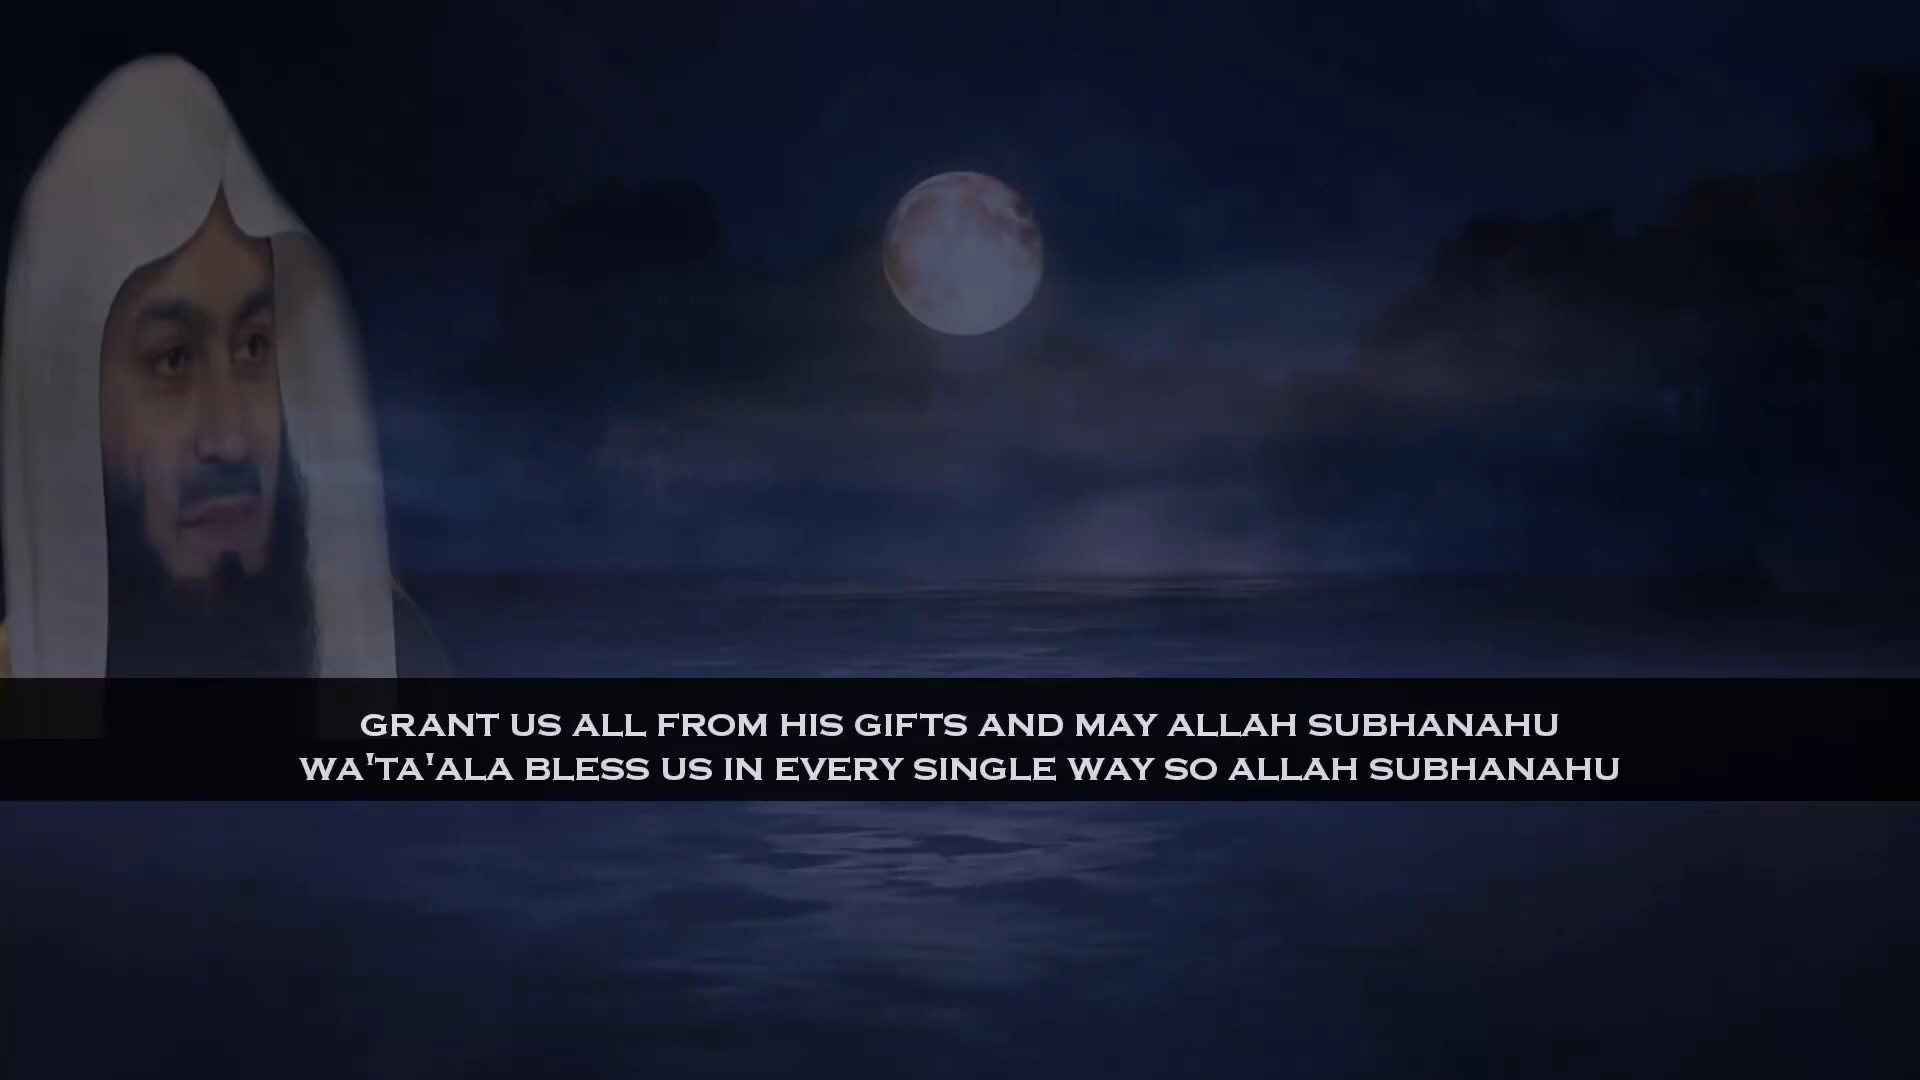 GRANT US ALL FROM HIS GIFTS AND MAY ALLAH SUBHANAHU
WA'TA'ALA BLESS US IN EVERY SINGLE WAY SO ALLAH SUBHANAHU